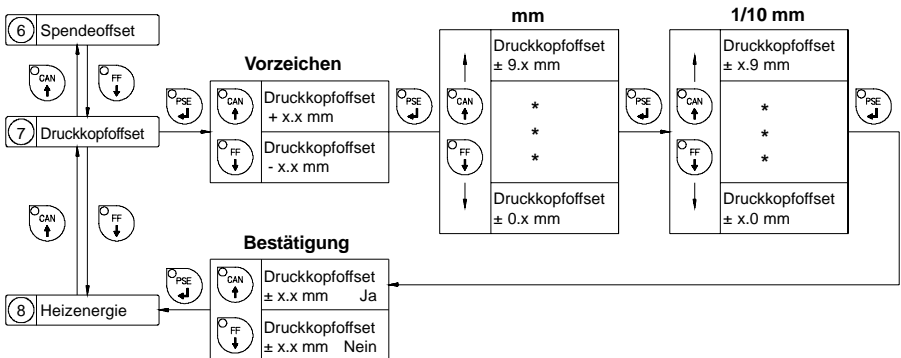 6 Spendeoffset
CAN
FF
7 Druckkopfoffset
CAN
FF
8 Heizenergie
PSE
Vorzeichen
CAN
Druckkopfoffset
+ x.x mm
FF
Druckkopfoffset
- x.x mm
PSE
mm
CAN
FF
Druckkopfoffset
± 9.x mm
*
*
*
Druckkopfoffset
± 0.x mm
PSE
1/10 mm
CAN
FF
Druckkopfoffset
± x.9 mm
*
*
*
Druckkopfoffset
± x.0 mm
PSE
Bestätigung
CAN
Druckkopfoffset
± x.x mm Ja
FF
Druckkopfoffset
± x.x mm Nein
PSE